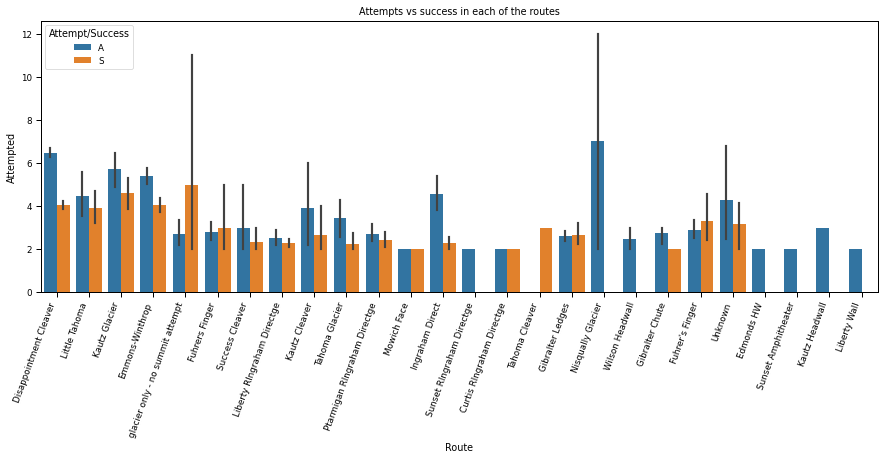 Attempts vs success in each of the routes
Attempt/Success
A
S
12
10
8
6
4
2
0
Attempted
Disappointment Cleaver
Little Tahoma
Kautz Glacier
Emmons-Winthrop
glacier only - no summit attempt
Fuhrers Finger
Success Cleaver
Liberty RIngraham Directge
Kautz Cleaver
Tahoma Glacier
Ptarmigan RIngraham Directge
Mowich Face
Ingraham Direct
Sunset RIngraham Directge
Curtis RIngraham Directge
Tahoma Cleaver
Gibralter Ledges
Nisqually Glacier
Wilson Headwall
Gibralter Chute
Fuhrer's Finger
Unknown
Edmonds HW
Sunset Amphitheater
Kautz Headwall
Liberty Wall
Route